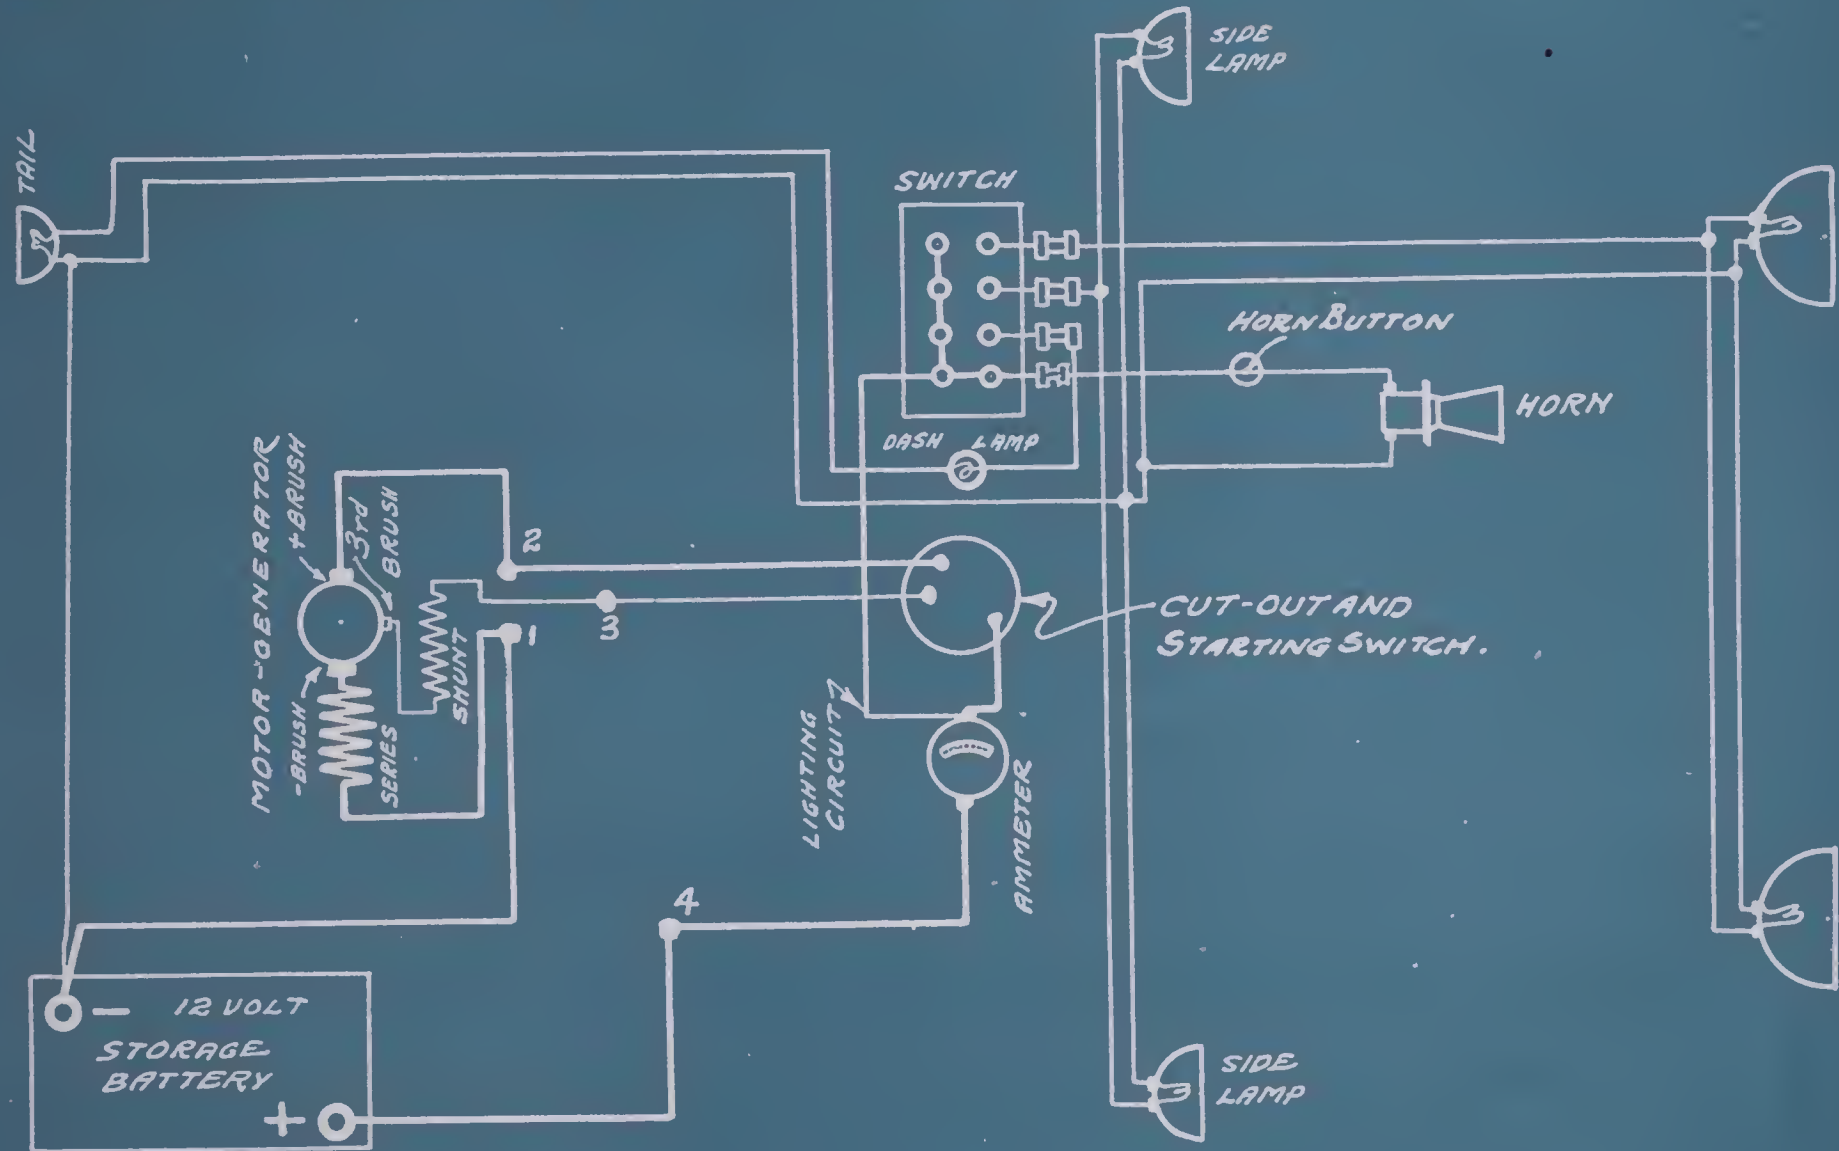 SIDE
LAMP
TAIL
SWITCH
HORN BUTTON
HORN
DASH LAMP
MOTOR-GENERATOR
+ BRUSH
3rd
BRUSH
2
3
1
SHUNT
- BRUSH
SERIES
CUT-OUT AND
STARTING SWITCH.
LIGHTING
CIRCUIT
AMMETER
4
- 12 VOLT
STORAGE
BATTERY
+
SIDE
LAMP